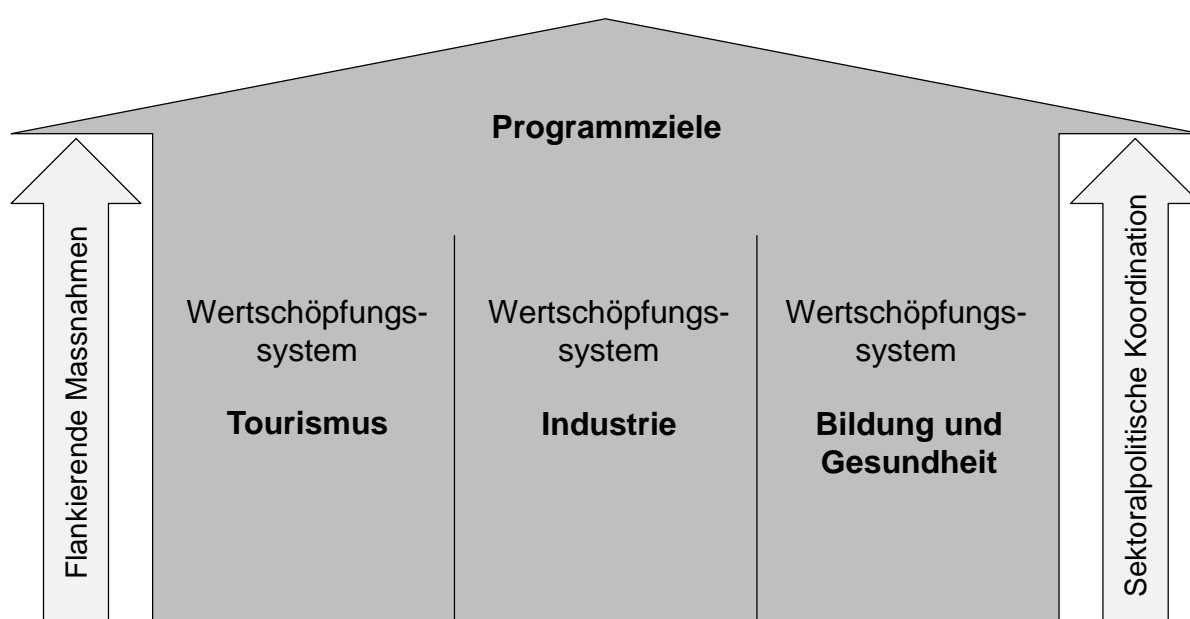 Programmziele
Flankierende Massnahmen
Wertschöpfungs-
system
Tourismus
Wertschöpfungs-
system
Industrie
Wertschöpfungs-
system
Bildung und
Gesundheit
Sektoralpolitische Koordination